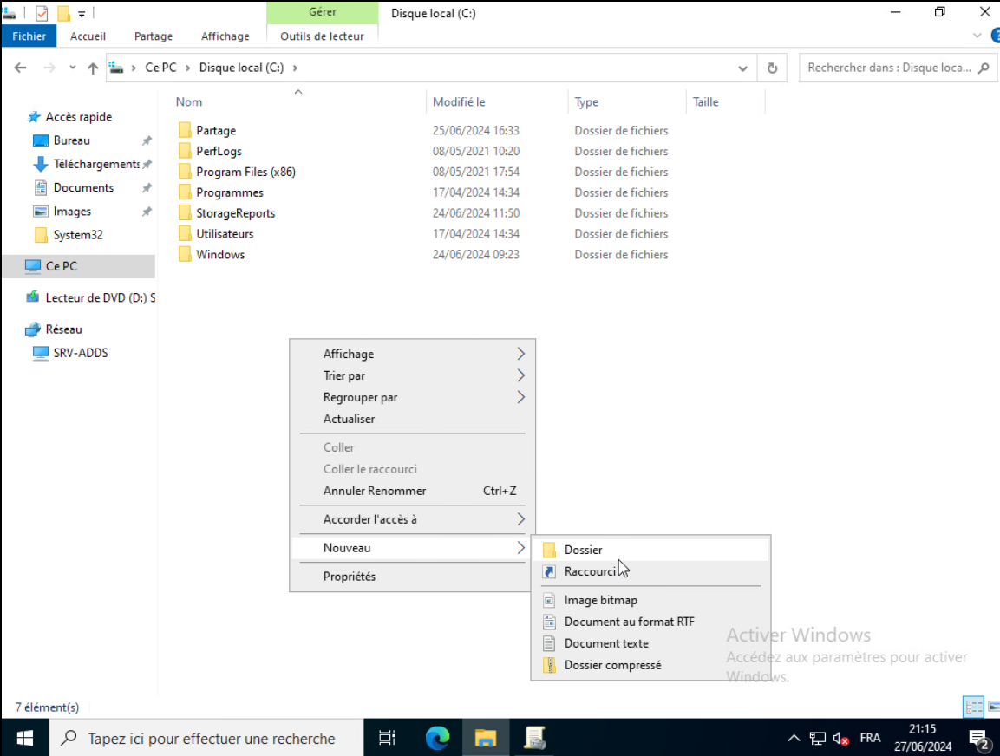 Gérer
Disque local (C:)
Fichier
Accueil
Partage
Affichage
Outils de lecteur
Ce PC
Disque local (C:)
Rechercher dans : Disque loca...
Nom
Modifié le
Type
Taille
Accès rapide
Bureau
Téléchargements
Documents
Images
System32
Ce PC
Lecteur de DVD (D:) S
Réseau
SRV-ADDS
Partage 25/06/2024 16:33 Dossier de fichiers
PerfLogs 08/05/2021 10:20 Dossier de fichiers
Program Files (x86) 08/05/2021 17:54 Dossier de fichiers
Programmes 17/04/2024 14:34 Dossier de fichiers
StorageReports 24/06/2024 11:50 Dossier de fichiers
Utilisateurs 17/04/2024 14:34 Dossier de fichiers
Windows 24/06/2024 09:23 Dossier de fichiers
Affichage
Trier par
Regrouper par
Actualiser
Coller
Coller le raccourci
Annuler Renommer Ctrl+Z
Accorder l'accès à
Nouveau
Propriétés
Dossier
Raccourci
Image bitmap
Document au format RTF
Document texte
Dossier compressé
Activer Windows
Accédez aux paramètres pour activer
Windows.
7 élément(s)
Tapez ici pour effectuer une recherche
FRA
21:15
27/06/2024
2